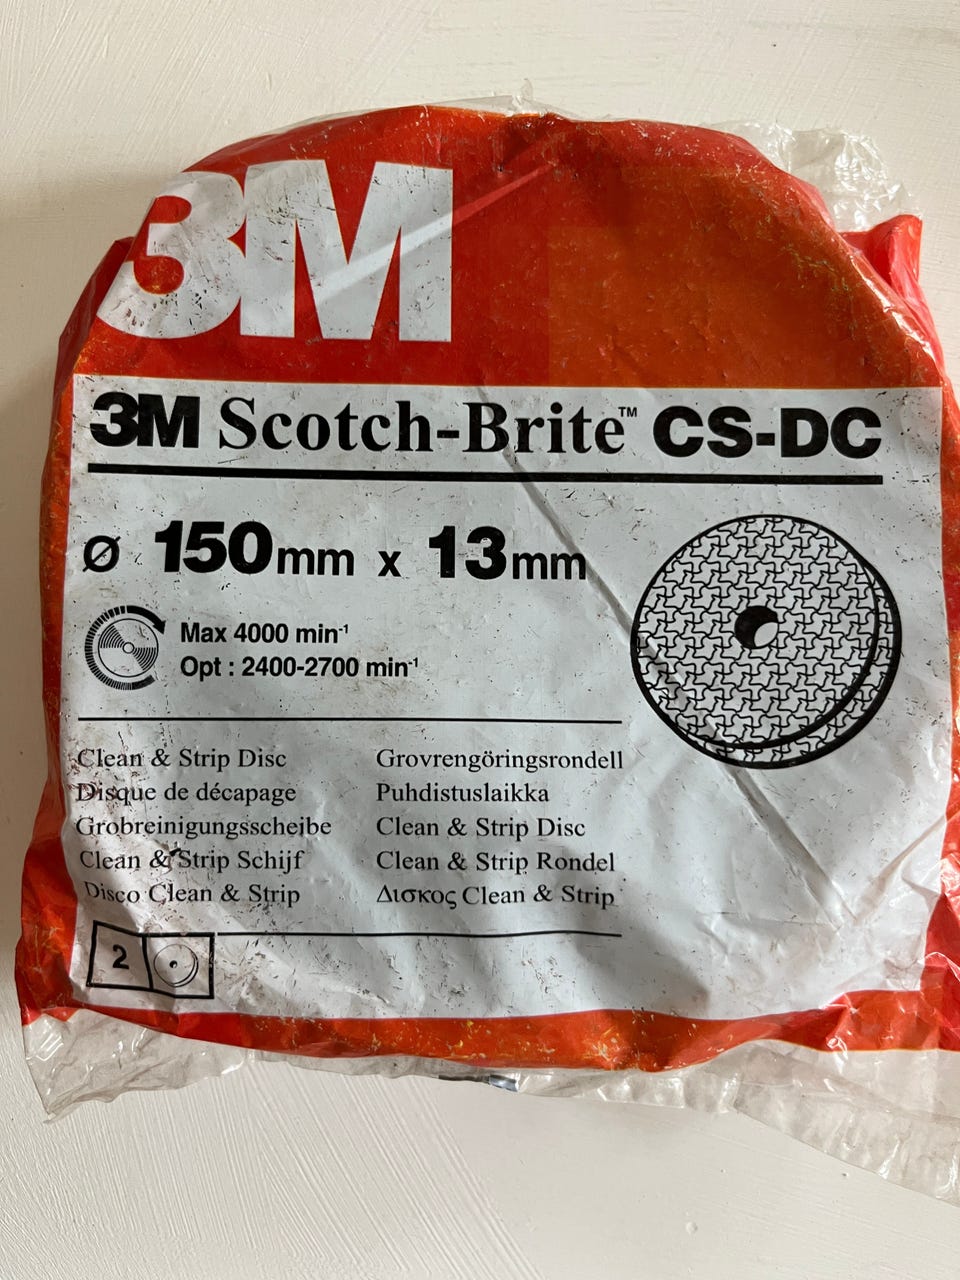 3M
3M Scotch-Brite™ CS-DC
Ø 150mm x 13mm
Max 4000 min⁻¹
Opt : 2400-2700 min⁻¹
Clean & Strip Disc
Disque de décapage
Grobreinigungsscheibe
Clean & Strip Schijf
Disco Clean & Strip
Grovrengöringsrondell
Puhdistuslaikka
Clean & Strip Disc
Clean & Strip Rondel
Δισκος Clean & Strip
2